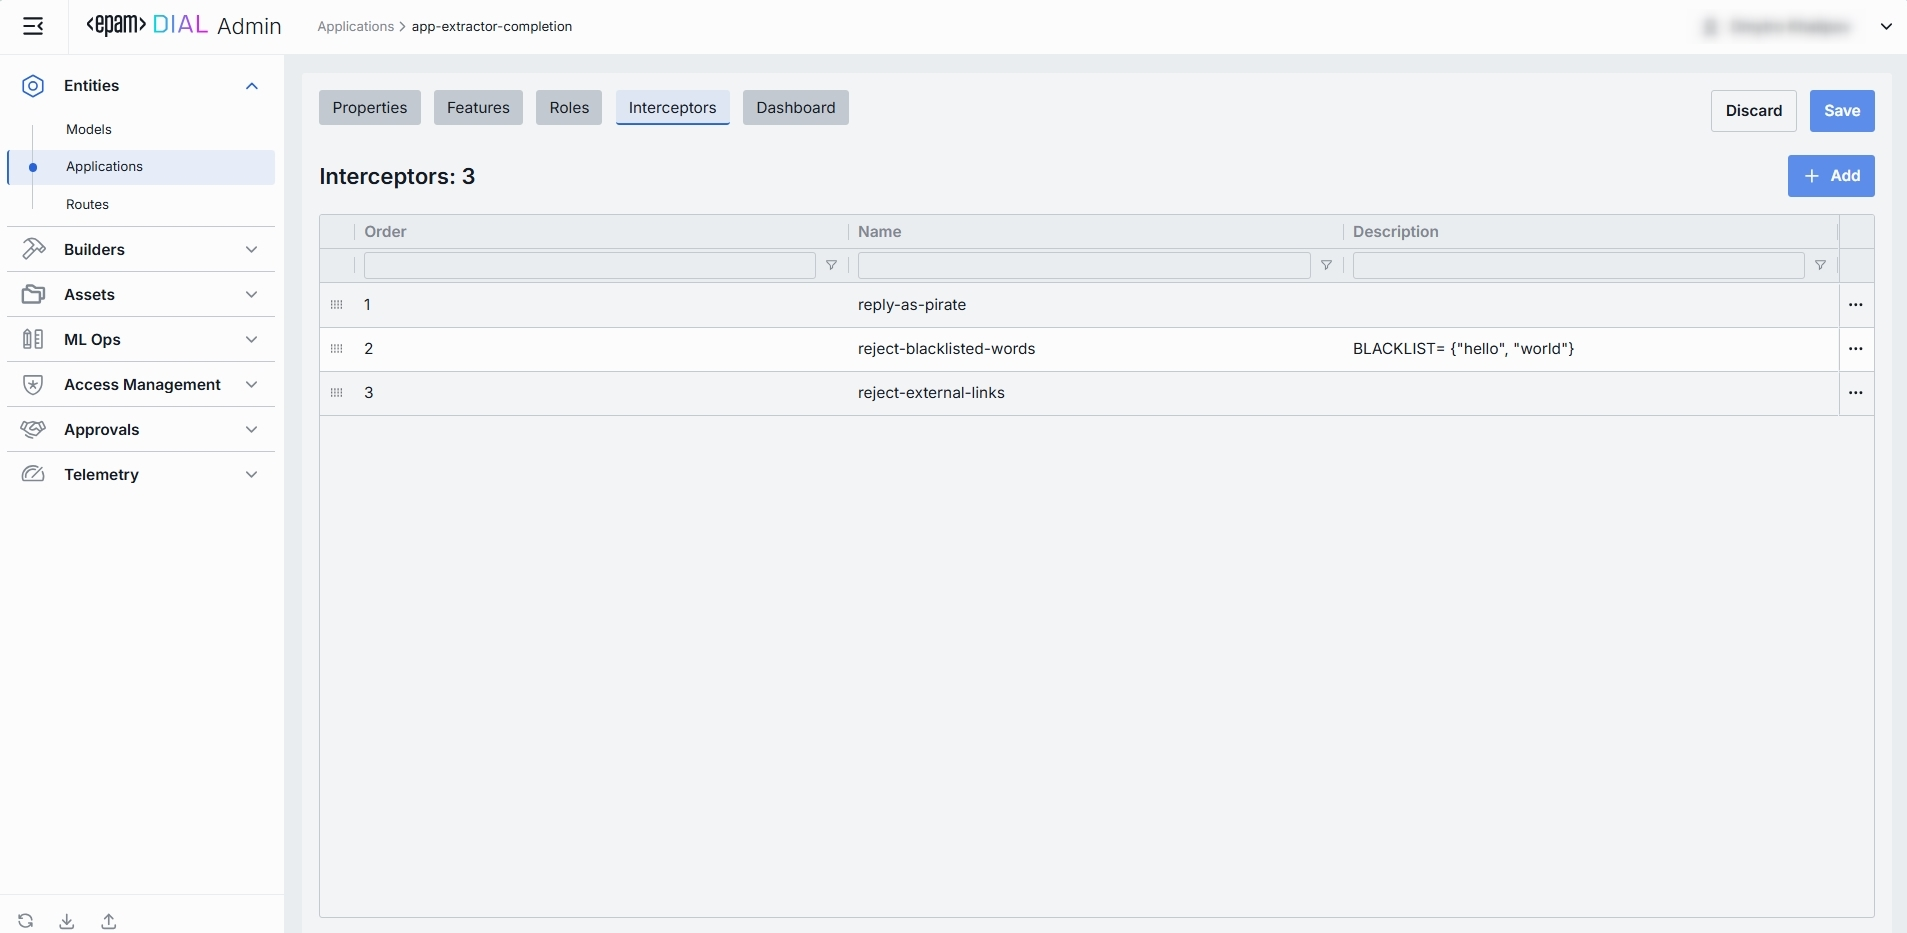 <epam> DIAL Admin
Applications > app-extractor-completion
Entities
Models
Applications
Routes
Builders
Assets
ML Ops
Access Management
Approvals
Telemetry
Properties
Features
Roles
Interceptors
Dashboard
Discard
Save
Interceptors: 3
+ Add
Order Name Description
1 reply-as-pirate
2 reject-blacklisted-words BLACKLIST= {"hello", "world"}
3 reject-external-links